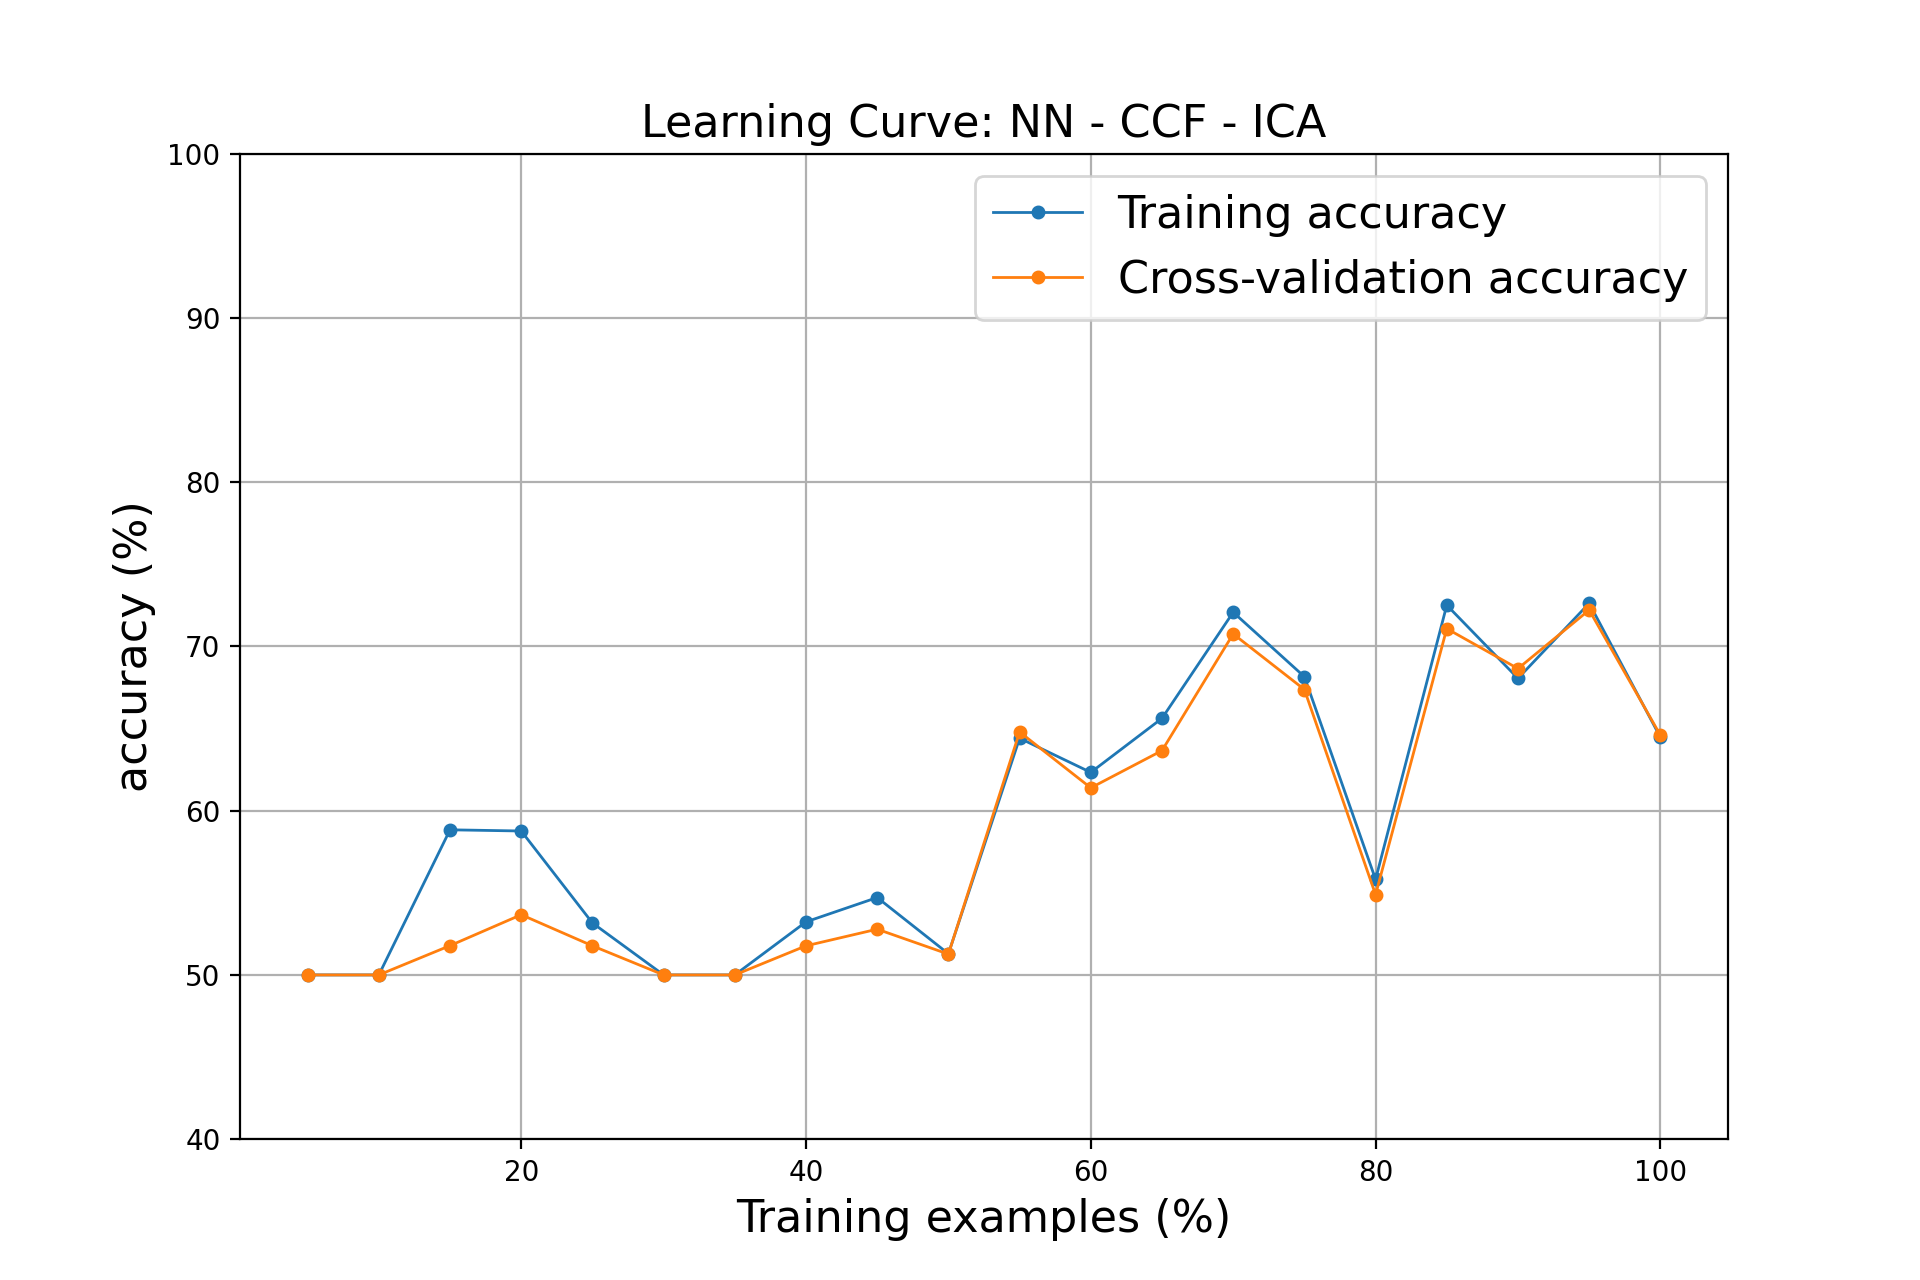 Learning Curve: NN - CCF - ICA
100
90
80
70
60
50
40
accuracy (%)
Training accuracy
Cross-validation accuracy
20 40 60 80 100
Training examples (%)